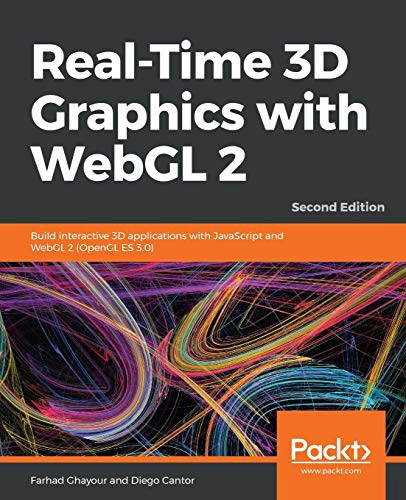 Real-Time 3D
Graphics with
WebGL 2
Second Edition
Build interactive 3D applications with JavaScript and
WebGL 2 (OpenGL ES 3.0)
Packt>
www.packt.com
Farhad Ghayour and Diego Cantor